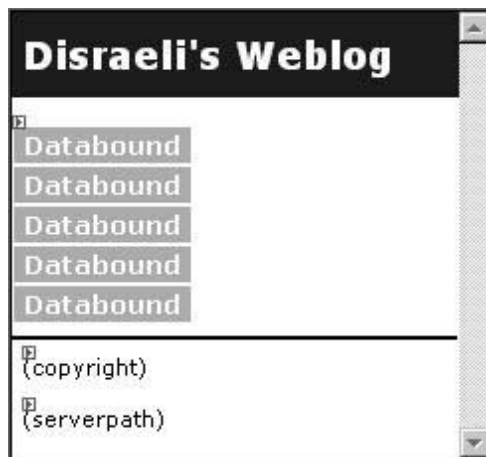 Disraeli's Weblog
Databound
Databound
Databound
Databound
Databound
(copyright)
(serverpath)